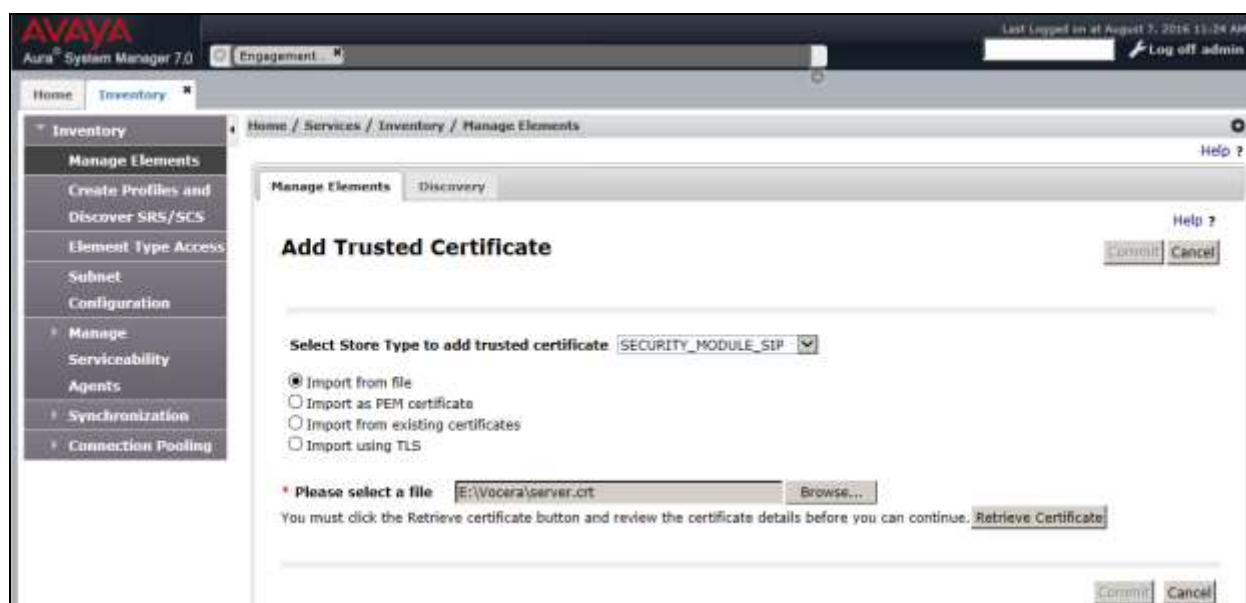 AVAYA
Last Logged on at August 7, 2016 11:24 AM
Aura® System Manager 7.0
Engagement...
Log off admin
Home
Inventory
Inventory
Manage Elements
Create Profiles and
Discover SRS/SCS
Element Type Access
Subnet
Configuration
Manage
Serviceability
Agents
Synchronization
Connection Pooling
Home / Services / Inventory / Manage Elements
Help ?
Manage Elements
Discovery
Help ?
Add Trusted Certificate
Commit Cancel
Select Store Type to add trusted certificate SECURITY_MODULE_SIP
Import from file
Import as PEM certificate
Import from existing certificates
Import using TLS
* Please select a file E:\Vocera\server.crt Browse...
You must click the Retrieve certificate button and review the certificate details before you can continue. Retrieve Certificate
Commit Cancel